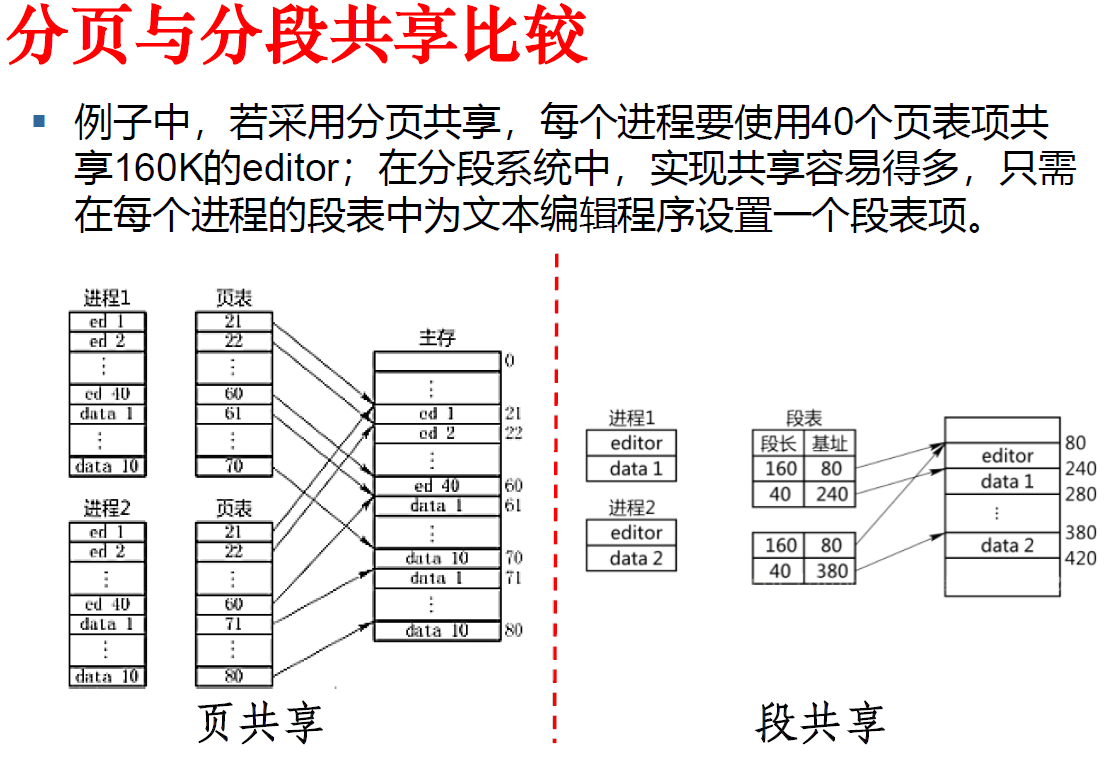 分页与分段共享比较
例子中，若采用分页共享，每个进程要使用40个页表项共
享160K的editor；在分段系统中，实现共享容易得多，只需
在每个进程的段表中为文本编辑程序设置一个段表项。
进程1
ed 1
ed 2
⋮
ed 40
data 1
⋮
data 10
页表
21
22
⋮
60
61
⋮
70
进程2
ed 1
ed 2
⋮
ed 40
data 1
⋮
data 10
页表
21
22
⋮
60
71
⋮
80
主存
0
⋮
ed 1 21
ed 2 22
⋮
ed 40 60
data 1 61
⋮
data 10 70
data 1 71
⋮
data 10 80
页共享
进程1
editor
data 1
进程2
editor
data 2
段表
段长 基址
160 80
40 240
160 80
40 380
80
editor
240
data 1
280
⋮
380
data 2
420
段共享